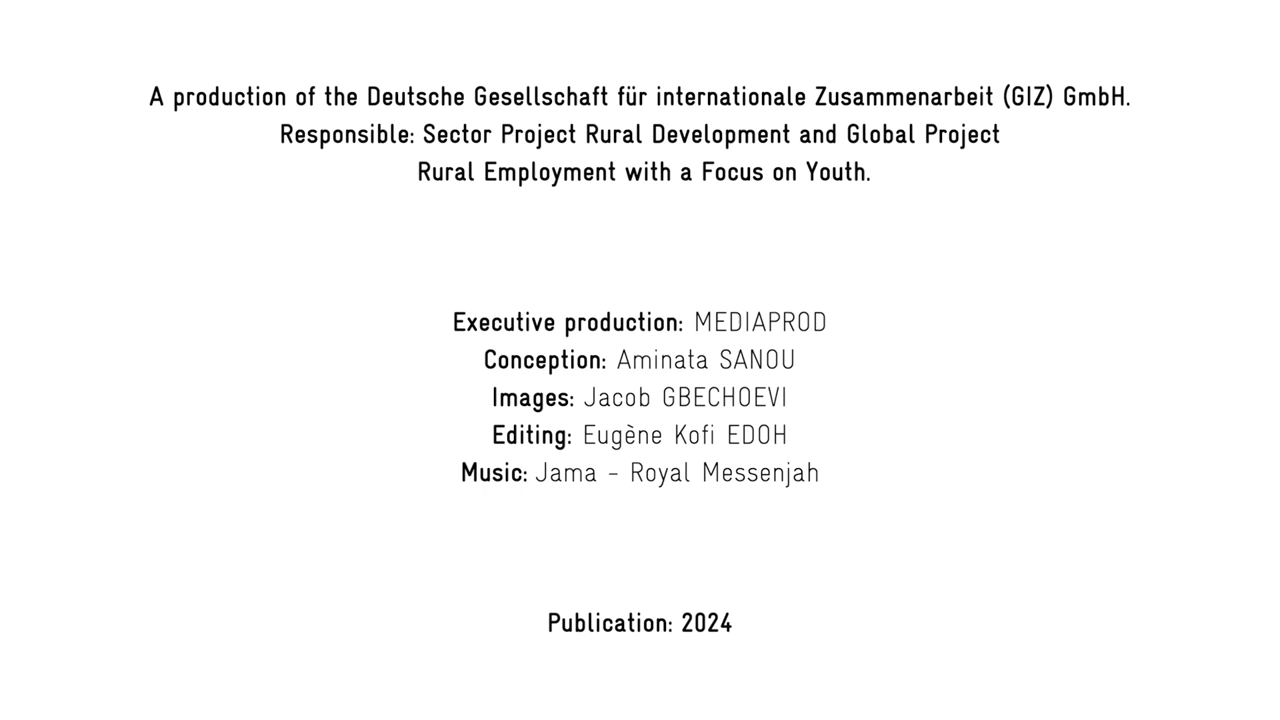 A production of the Deutsche Gesellschaft für internationale Zusammenarbeit (GIZ) GmbH.
Responsible: Sector Project Rural Development and Global Project
Rural Employment with a Focus on Youth.
Executive production: MEDIAPROD
Conception: Aminata SANOU
Images: Jacob GBECHOEVI
Editing: Eugène Kofi EDOH
Music: Jama - Royal Messenjah
Publication: 2024